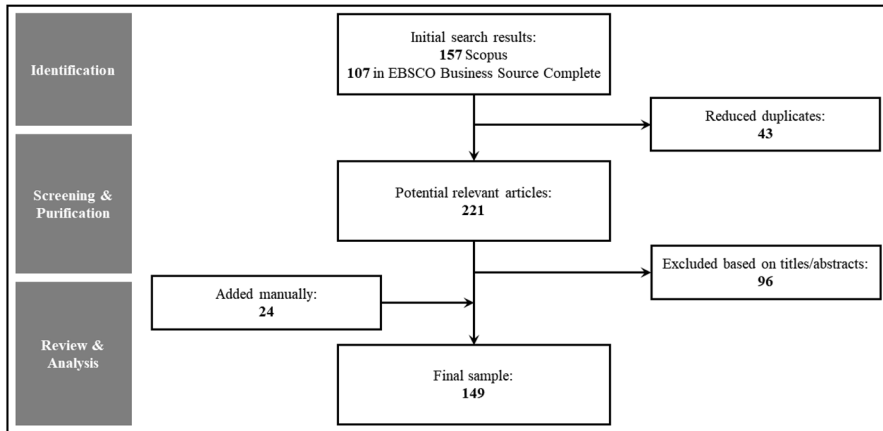 Identification
Initial search results:
157 Scopus
107 in EBSCO Business Source Complete
Reduced duplicates:
43
Screening &
Purification
Potential relevant articles:
221
Excluded based on titles/abstracts:
96
Added manually:
24
Review &
Analysis
Final sample:
149